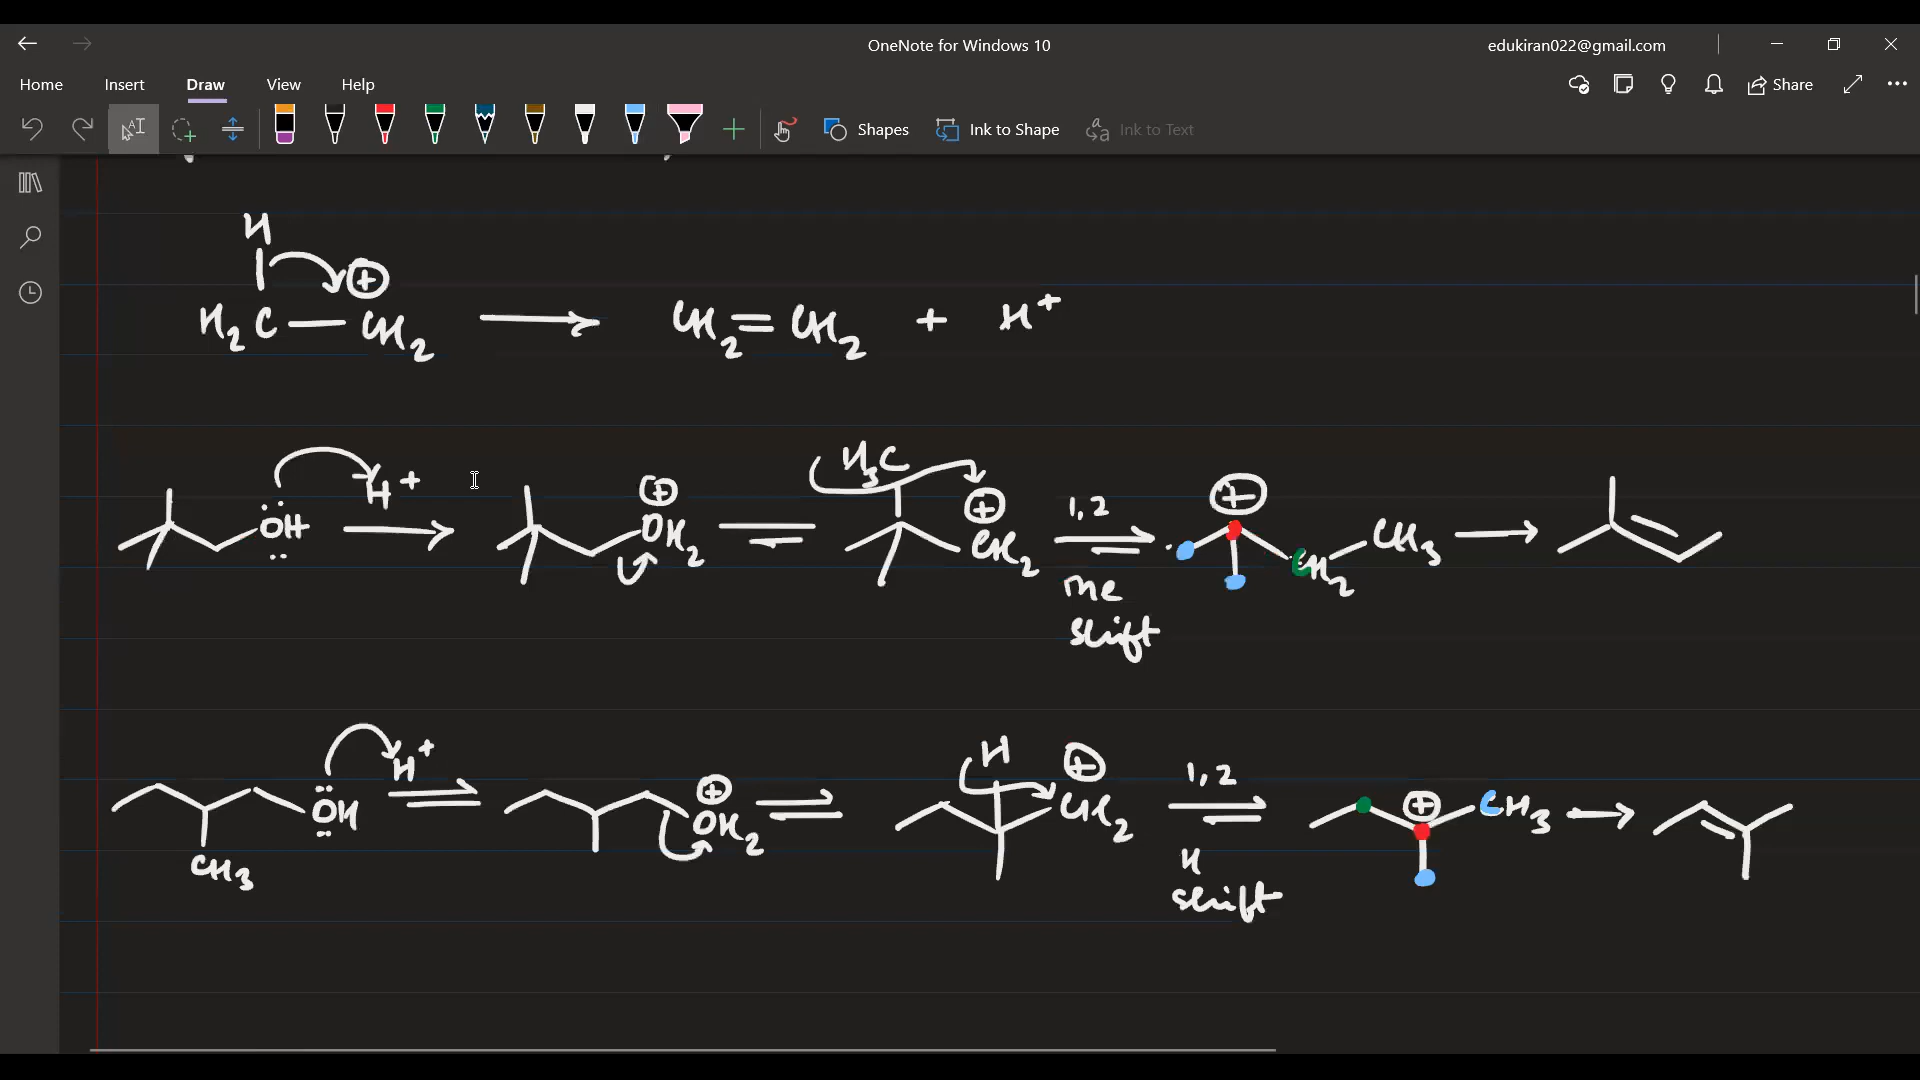 OneNote for Windows 10
edukiran022@gmail.com
Home Insert Draw View Help
Share
Shapes
Ink to Shape
Ink to Text
H
⊕
H₂C — CH₂ → CH₂ = CH₂ + H⁺
H₃C
H⁺
⊕
⊕
1,2
⊕
OH
OH₂
CH₂
CH₂
CH₃
me
shift
H⁺
H
⊕
⊕
1,2
⊕
OH
OH₂
CH₂
CH₃
CH₃
H
shift